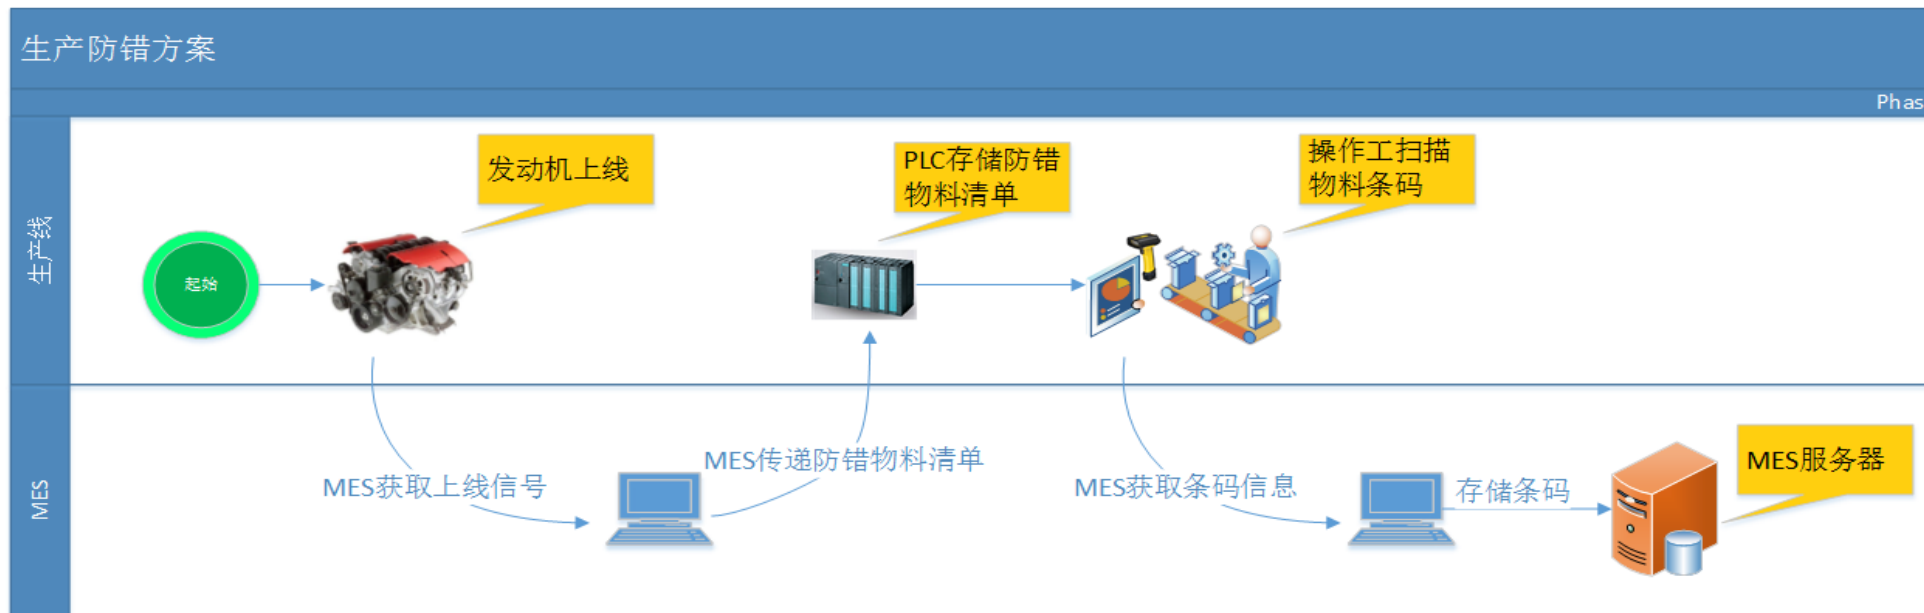 生产防错方案
Phas
生产线
起始
发动机上线
PLC存储防错
物料清单
操作工扫描
物料条码
MES
MES获取上线信号
MES传递防错物料清单
MES获取条码信息
存储条码
MES服务器